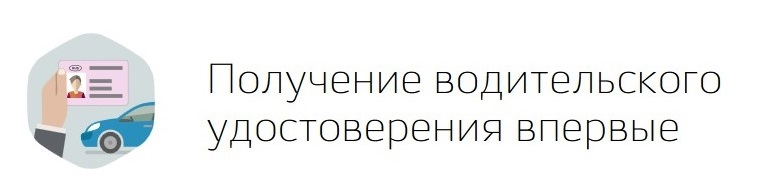 Получение водительского
удостоверения впервые